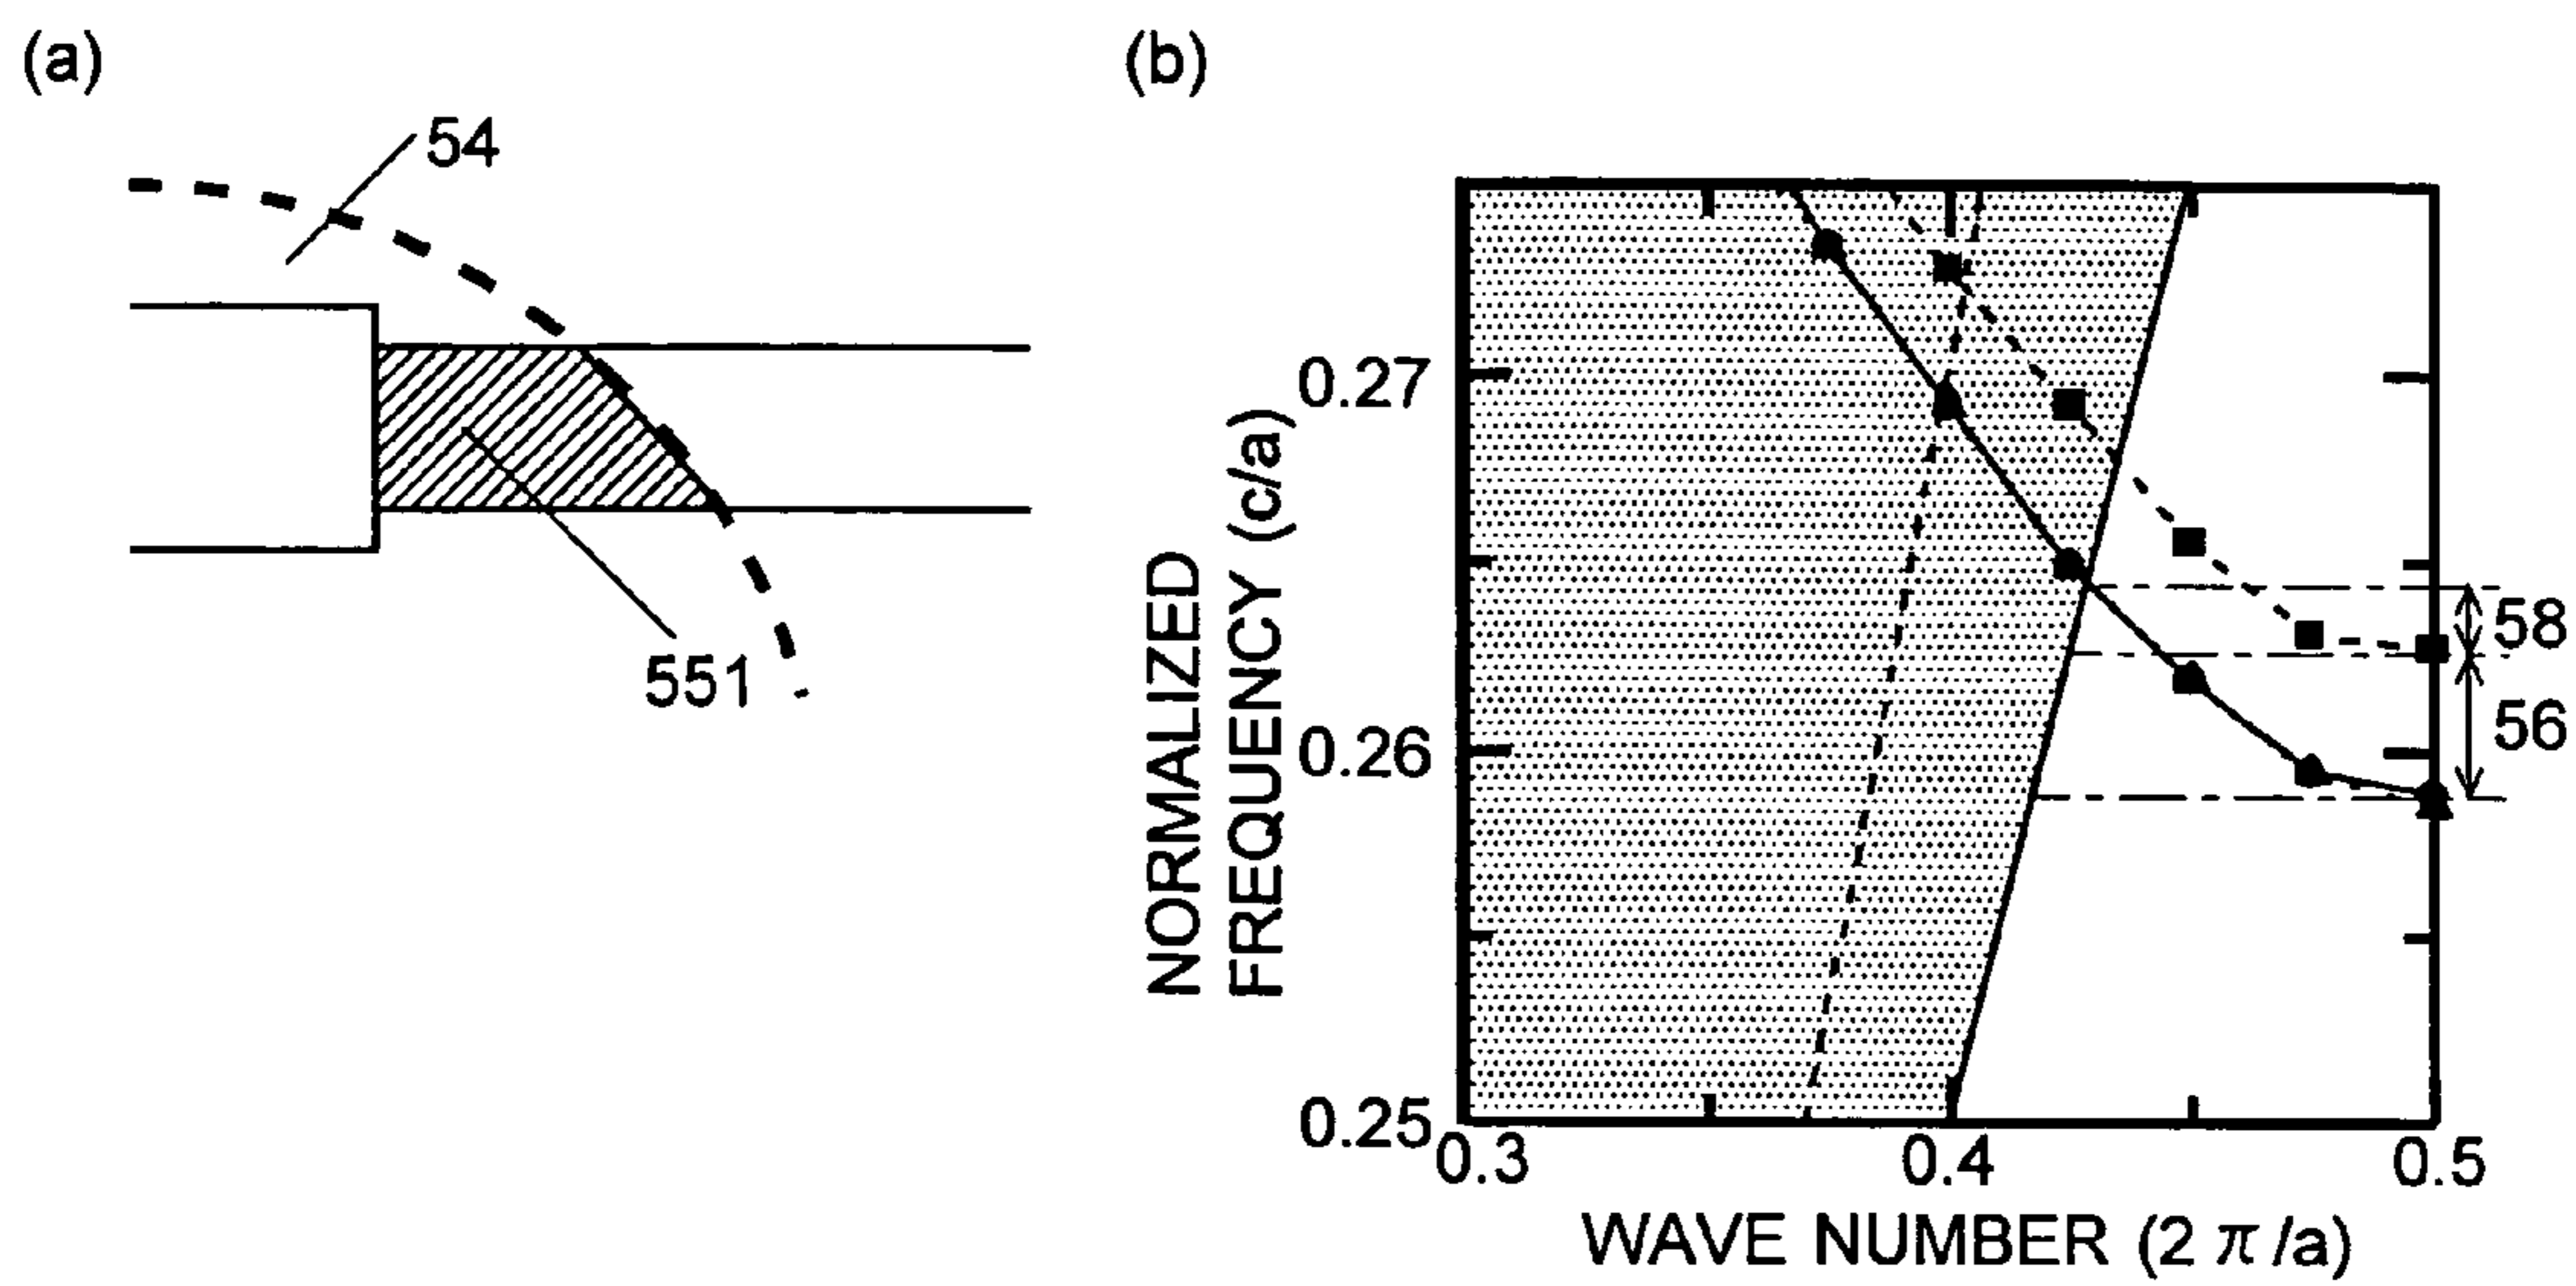 (a)
54
551
(b)
NORMALIZED
FREQUENCY (c/a)
0.27
0.26
0.25
0.3
0.4
0.5
58
56
WAVE NUMBER (2 π/a)